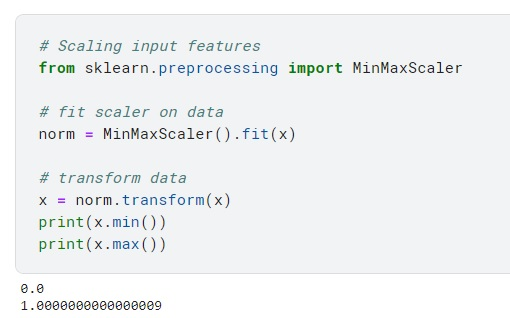 # Scaling input features
from sklearn.preprocessing import MinMaxScaler
# fit scaler on data
norm = MinMaxScaler().fit(x)
# transform data
x = norm.transform(x)
print(x.min())
print(x.max())
0.0
1.0000000000000009